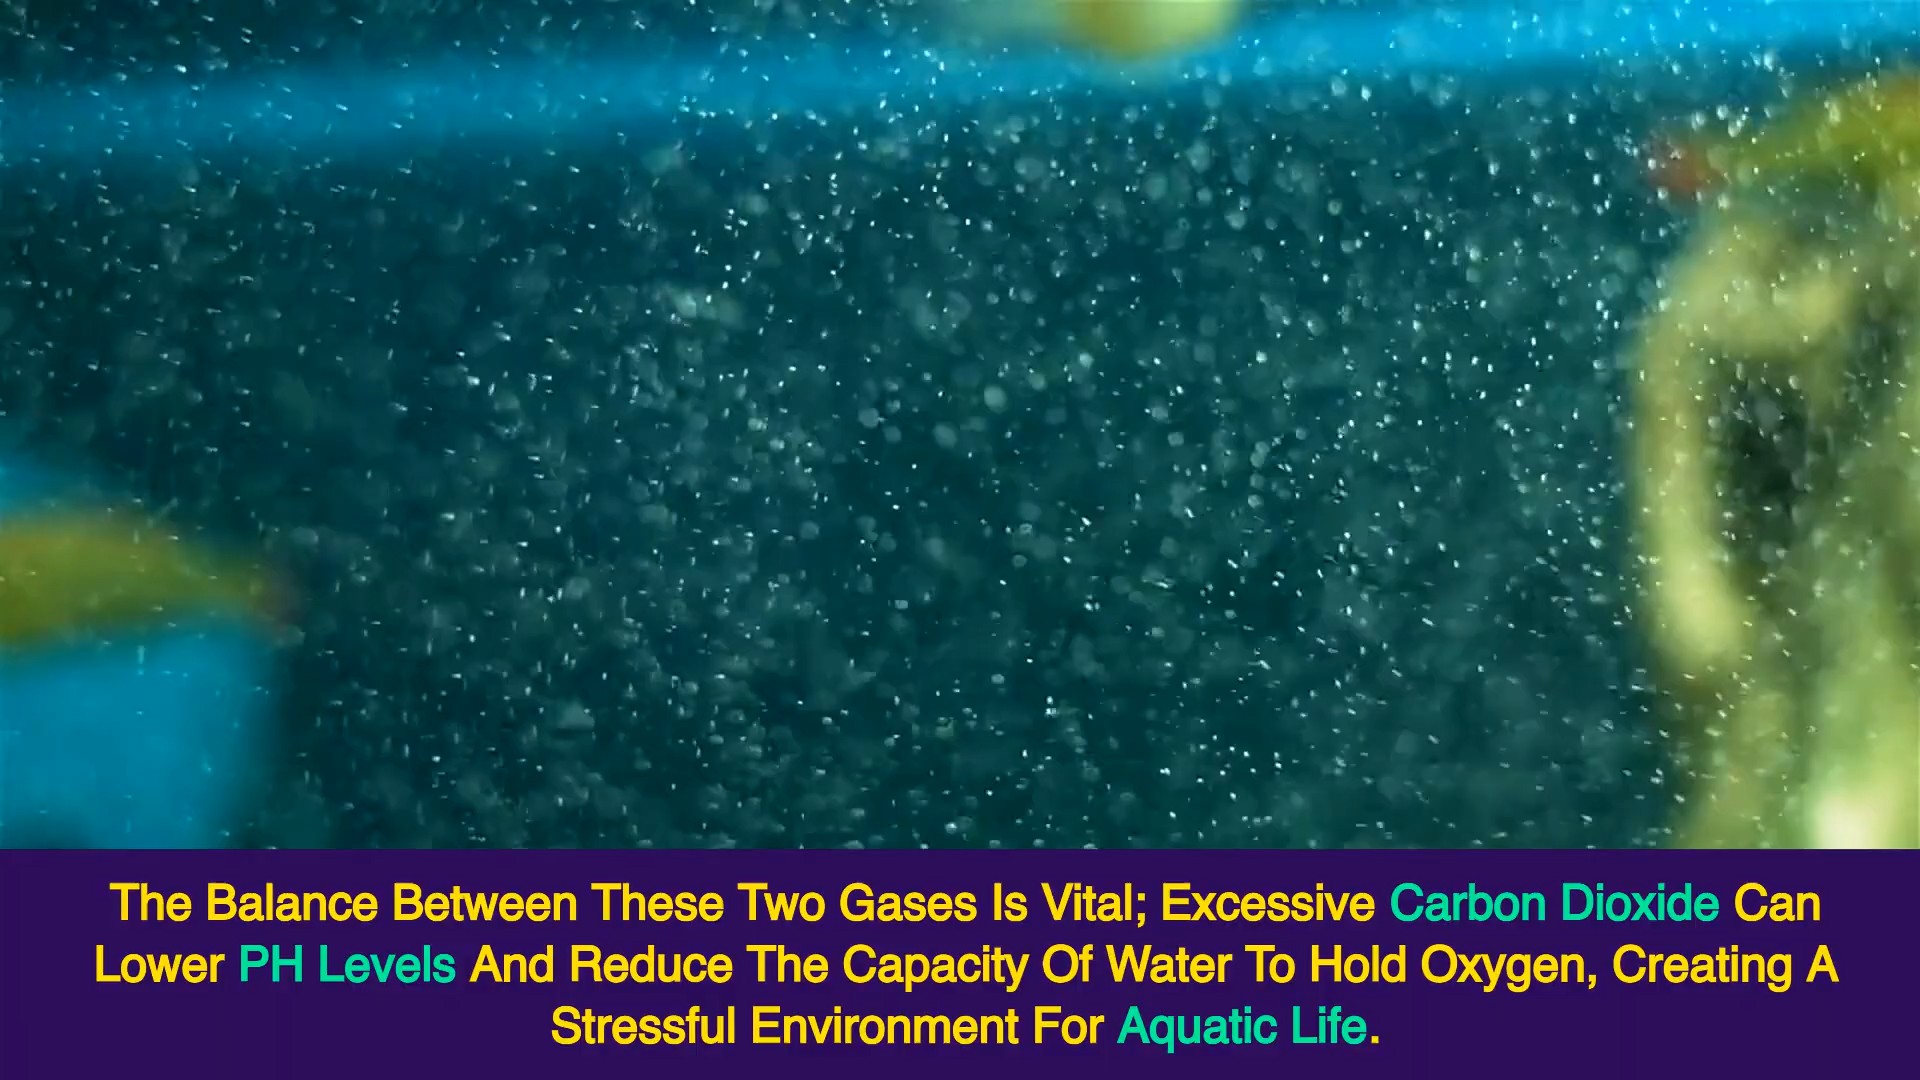 The Balance Between These Two Gases Is Vital; Excessive Carbon Dioxide Can
Lower PH Levels And Reduce The Capacity Of Water To Hold Oxygen, Creating A
Stressful Environment For Aquatic Life.